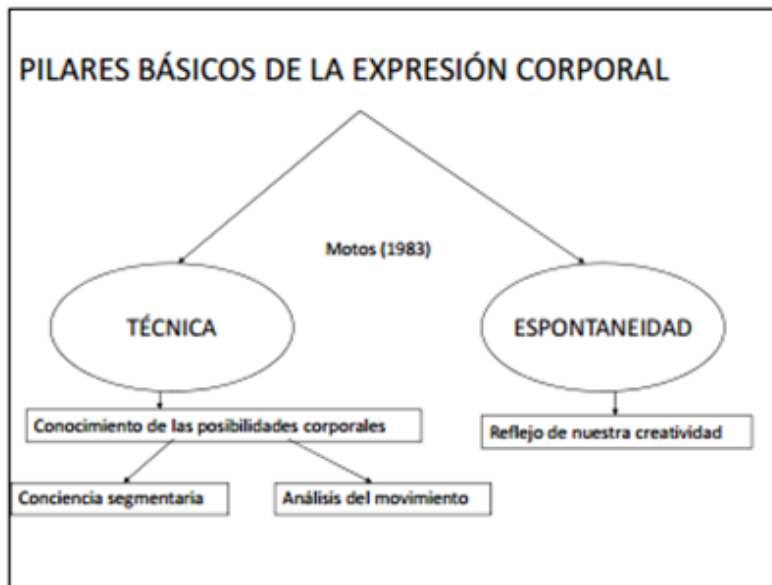 PILARES BÁSICOS DE LA EXPRESIÓN CORPORAL
Motos (1983)
TÉCNICA
ESPONTANEIDAD
Conocimiento de las posibilidades corporales
Reflejo de nuestra creatividad
Conciencia segmentaria
Análisis del movimiento